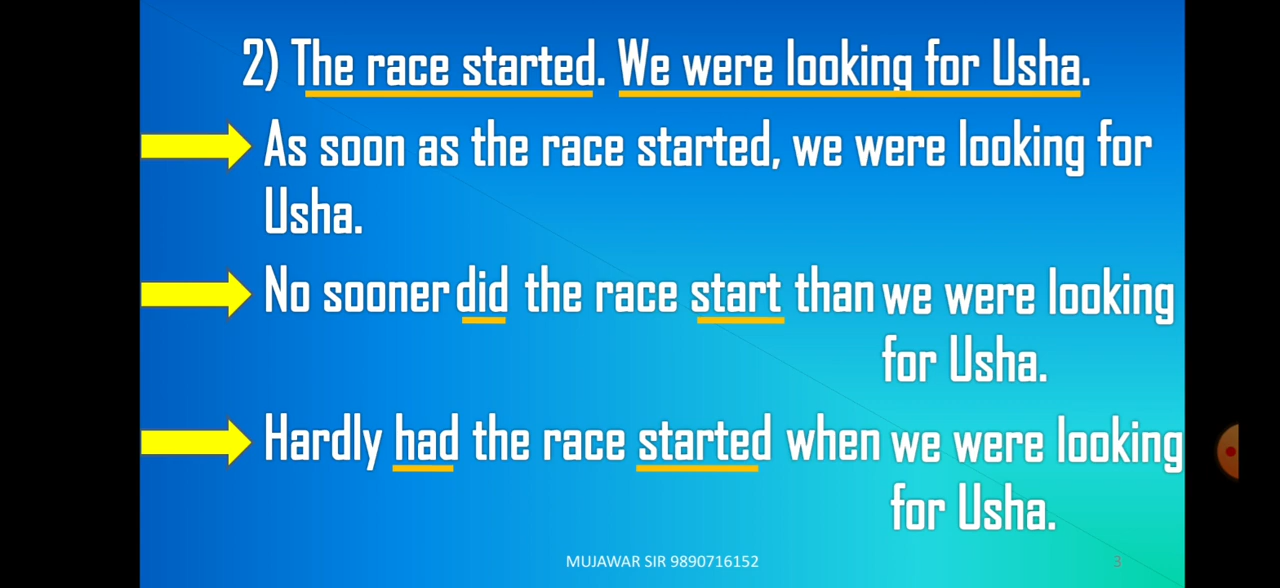 2) The race started. We were looking for Usha.
As soon as the race started, we were looking for
Usha.
No sooner did the race start than we were looking
for Usha.
Hardly had the race started when we were looking
for Usha.
MUJAWAR SIR 9890716152
3